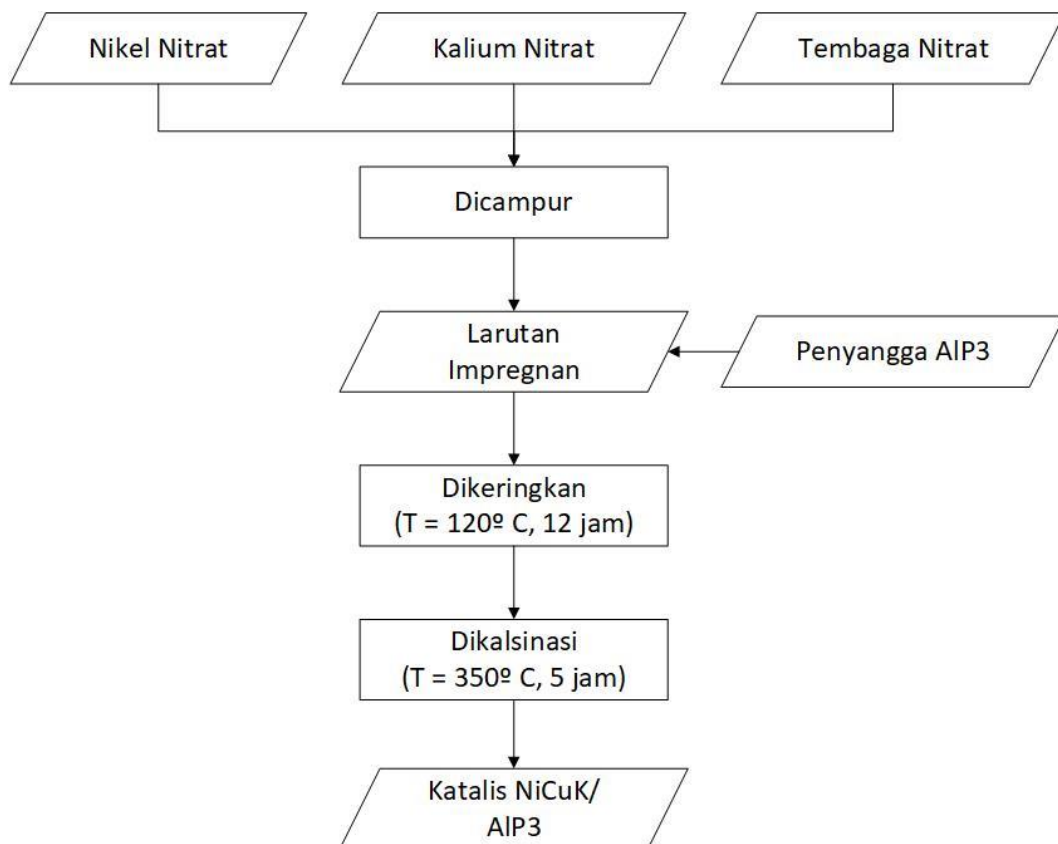 Nikel Nitrat
Kalium Nitrat
Tembaga Nitrat
Dicampur
Larutan
Impregnan
Penyangga AlP3
Dikeringkan
(T = 120º C, 12 jam)
Dikalsinasi
(T = 350º C, 5 jam)
Katalis NiCuK/
AlP3